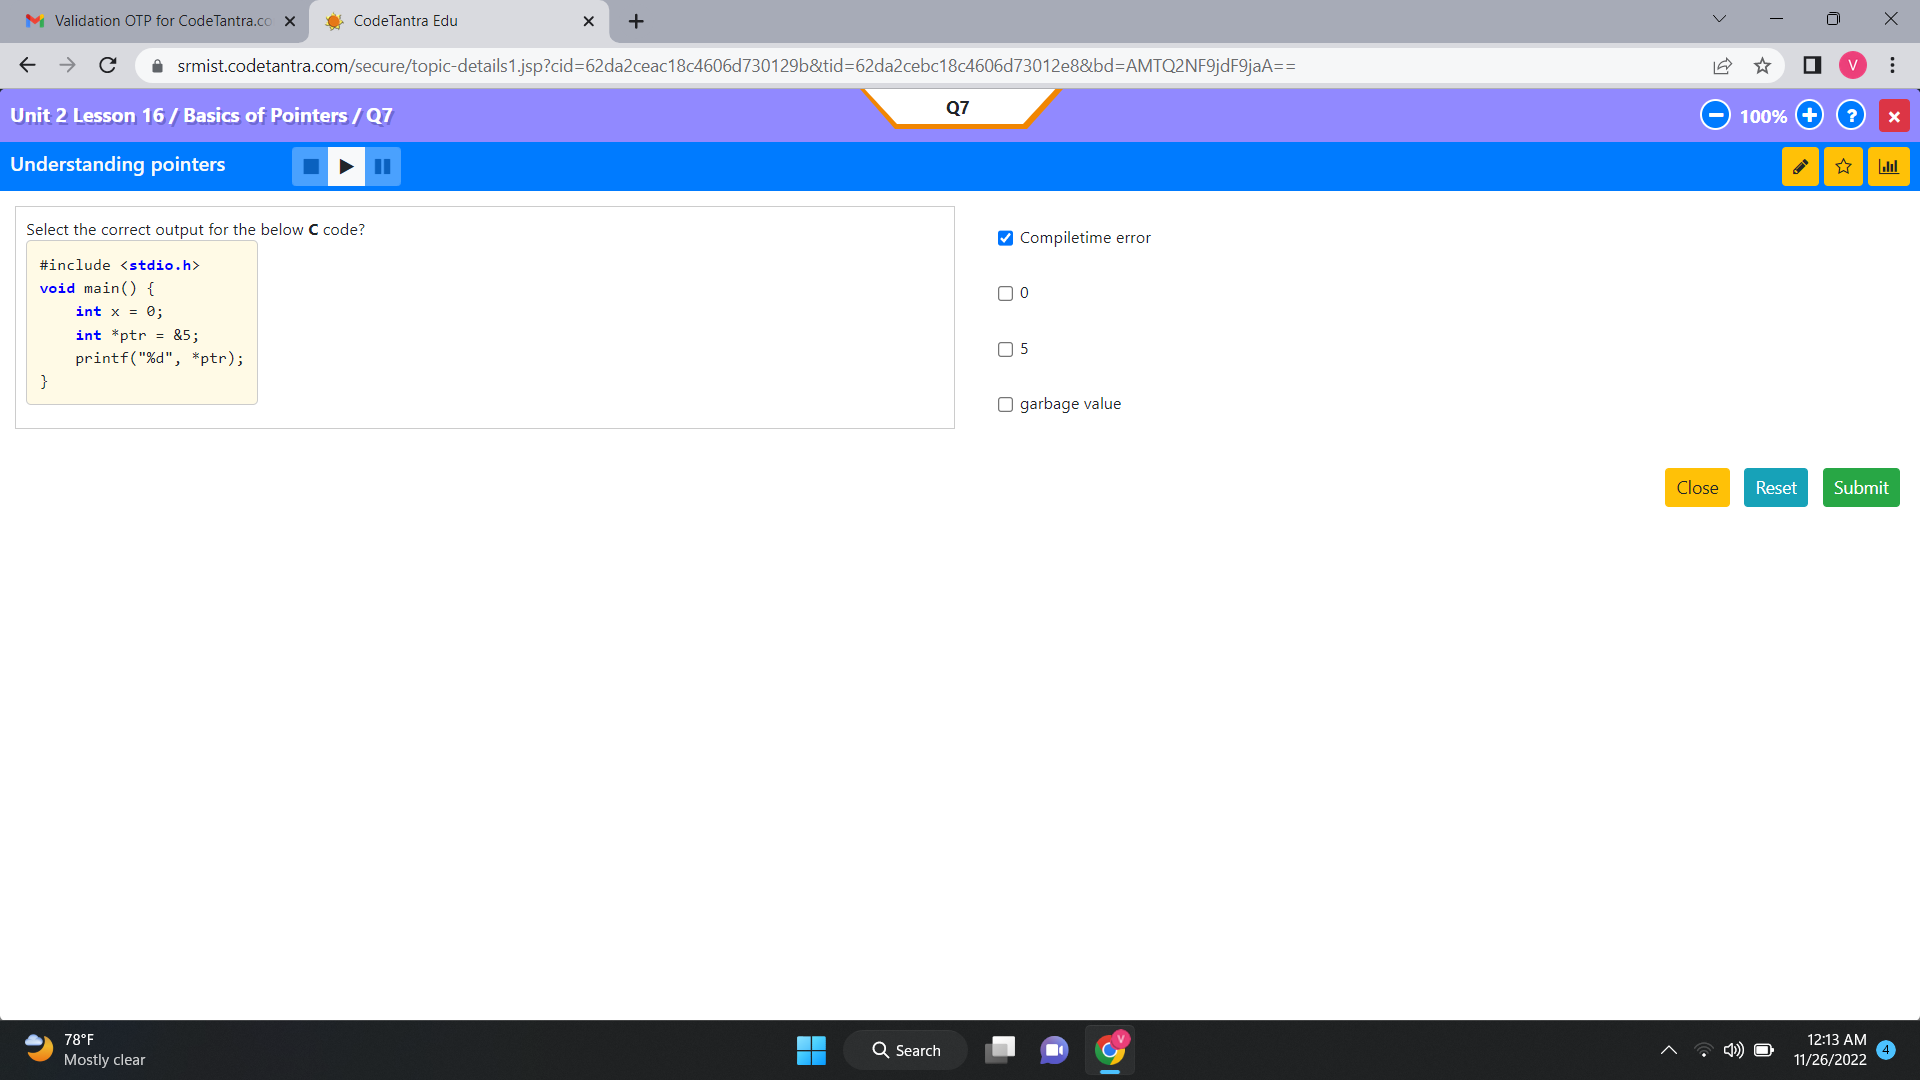 Validation OTP for CodeTantra.co
CodeTantra Edu
srmist.codetantra.com/secure/topic-details1.jsp?cid=62da2ceac18c4606d730129b&tid=62da2cebc18c4606d73012e8&bd=AMTQ2NF9jdF9jaA==
V
Unit 2 Lesson 16 / Basics of Pointers / Q7
Q7
100%
?
Understanding pointers
Select the correct output for the below C code?
#include <stdio.h>
void main() {
    int x = 0;
    int *ptr = &5;
    printf("%d", *ptr);
}
Compiletime error
0
5
garbage value
Close
Reset
Submit
78°F
Mostly clear
Search
V
12:13 AM
11/26/2022
4